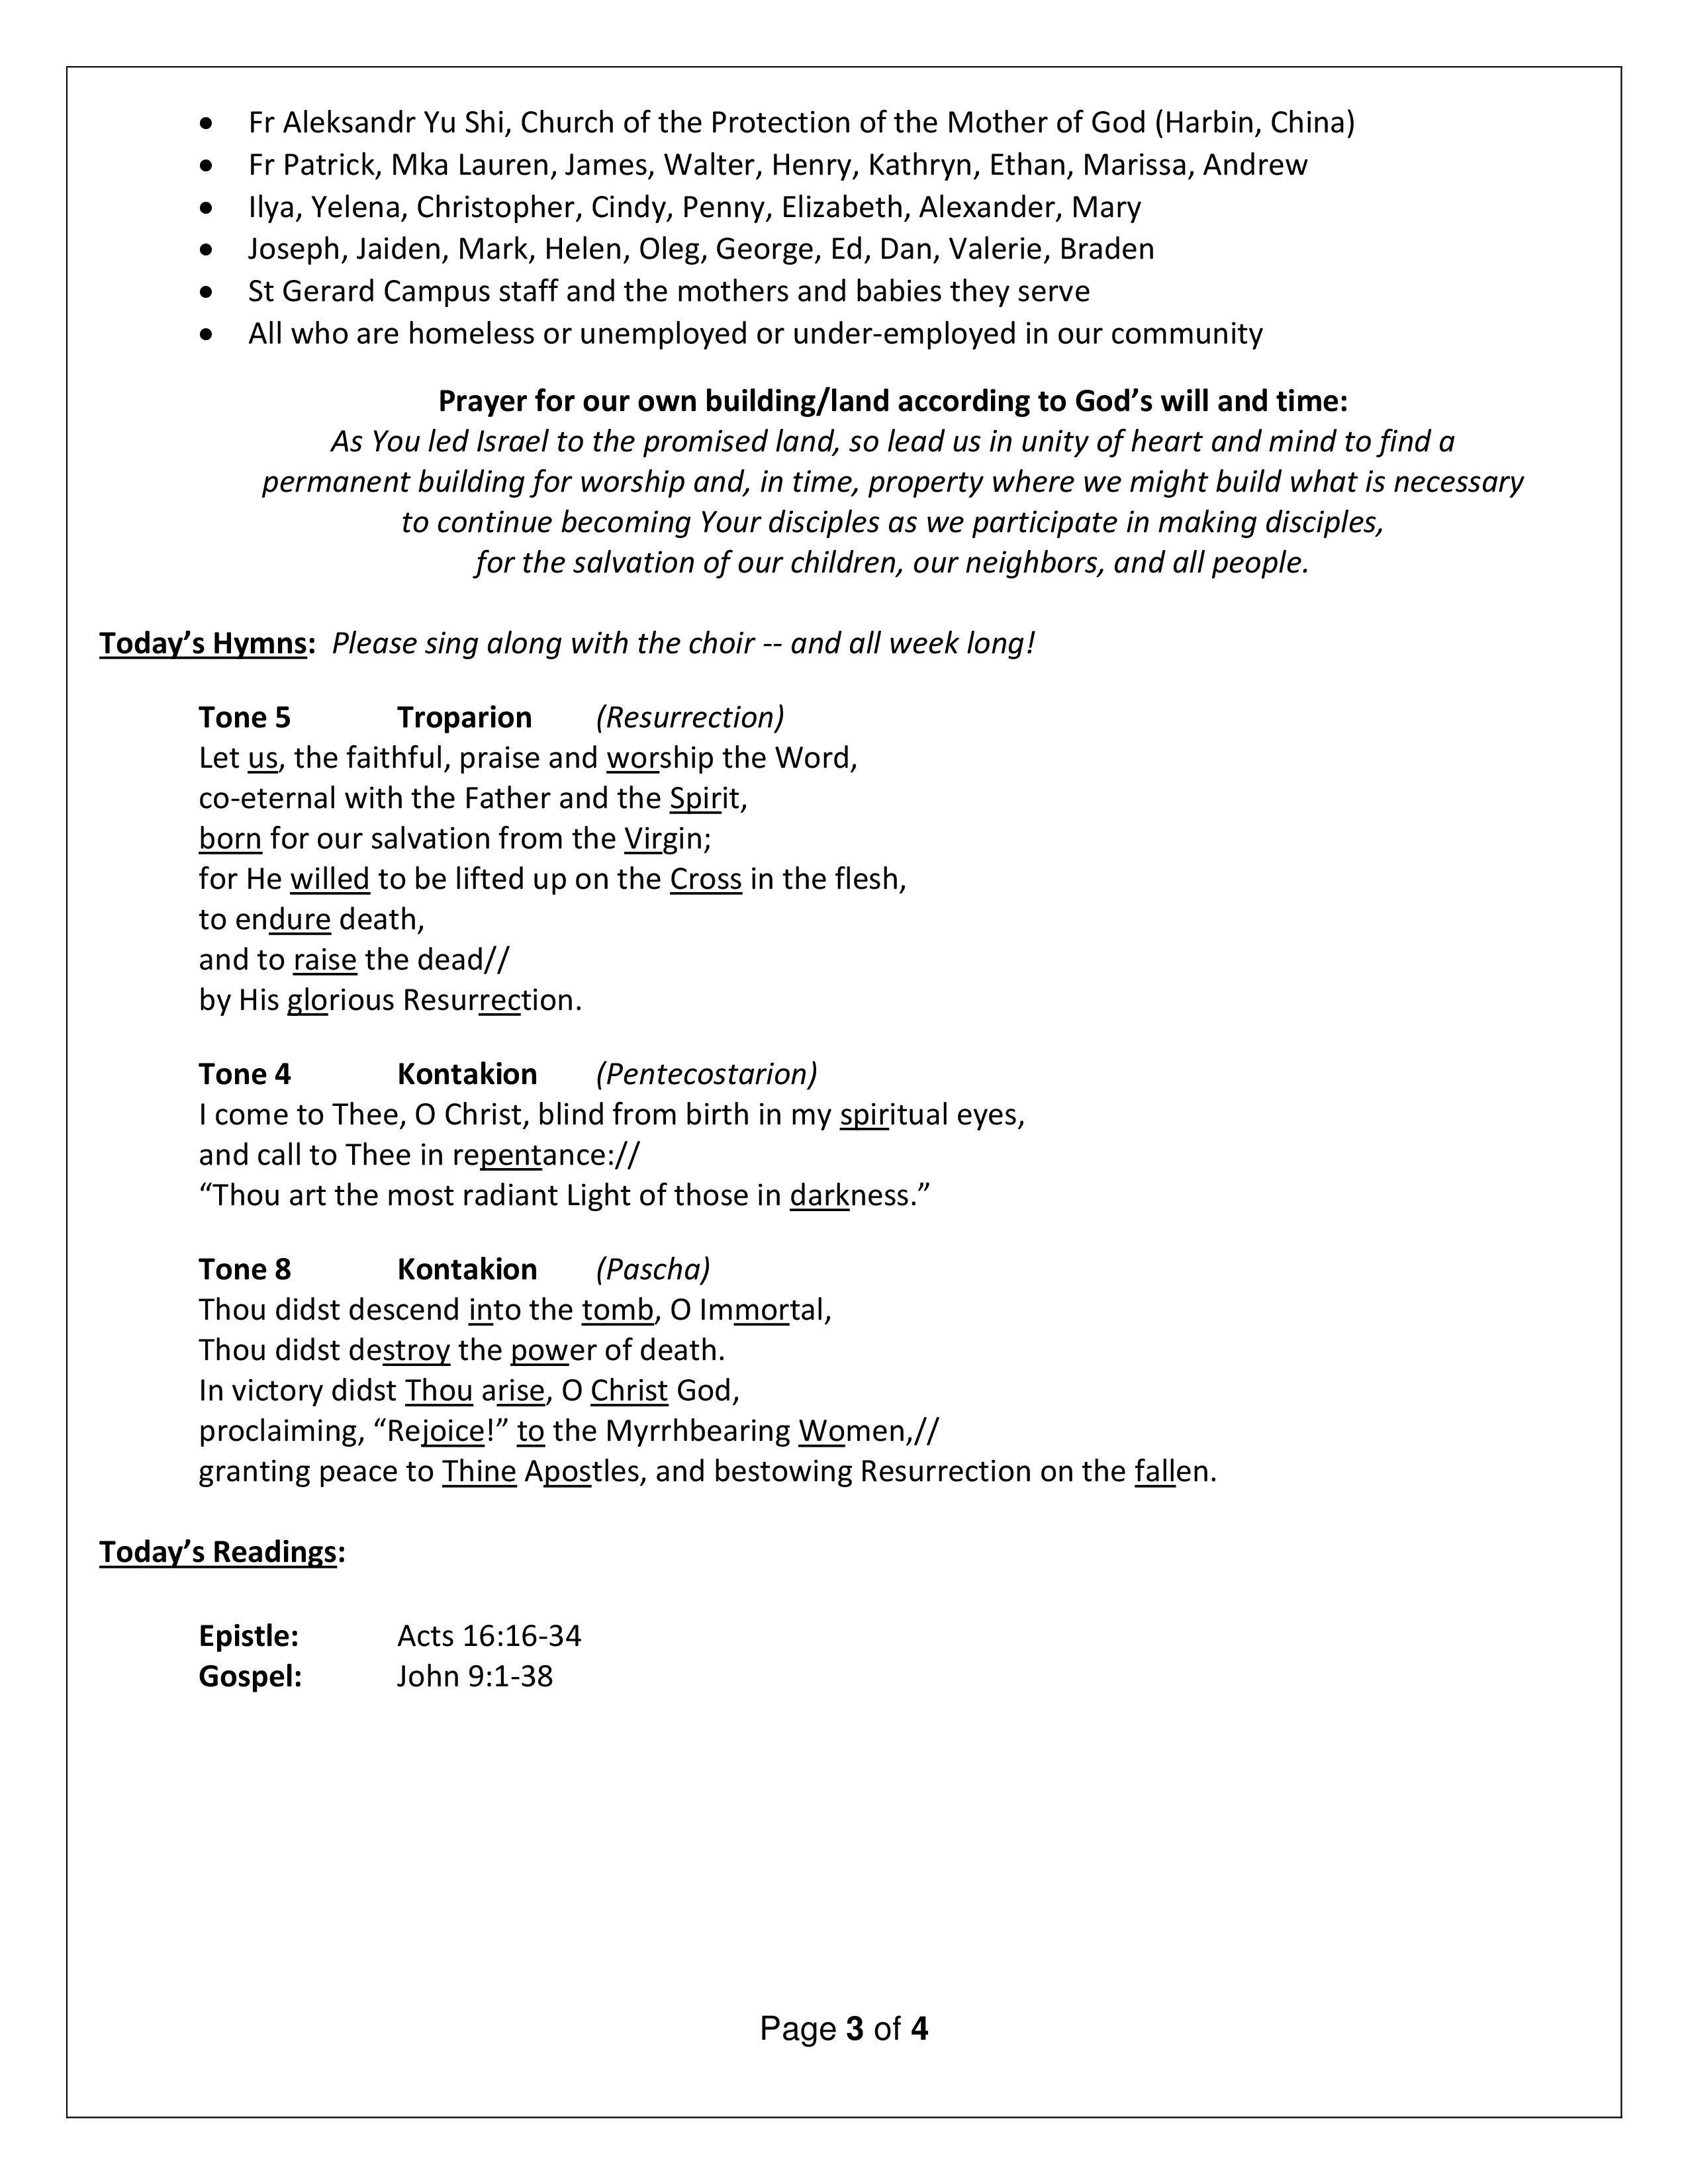 • Fr Aleksandr Yu Shi, Church of the Protection of the Mother of God (Harbin, China)
• Fr Patrick, Mka Lauren, James, Walter, Henry, Kathryn, Ethan, Marissa, Andrew
• Ilya, Yelena, Christopher, Cindy, Penny, Elizabeth, Alexander, Mary
• Joseph, Jaiden, Mark, Helen, Oleg, George, Ed, Dan, Valerie, Braden
• St Gerard Campus staff and the mothers and babies they serve
• All who are homeless or unemployed or under-employed in our community
Prayer for our own building/land according to God’s will and time:
As You led Israel to the promised land, so lead us in unity of heart and mind to find a
permanent building for worship and, in time, property where we might build what is necessary
to continue becoming Your disciples as we participate in making disciples,
for the salvation of our children, our neighbors, and all people.
Today’s Hymns: Please sing along with the choir -- and all week long!
Tone 5 Troparion (Resurrection)
Let us, the faithful, praise and worship the Word,
co-eternal with the Father and the Spirit,
born for our salvation from the Virgin;
for He willed to be lifted up on the Cross in the flesh,
to endure death,
and to raise the dead//
by His glorious Resurrection.
Tone 4 Kontakion (Pentecostarion)
I come to Thee, O Christ, blind from birth in my spiritual eyes,
and call to Thee in repentance://
“Thou art the most radiant Light of those in darkness.”
Tone 8 Kontakion (Pascha)
Thou didst descend into the tomb, O Immortal,
Thou didst destroy the power of death.
In victory didst Thou arise, O Christ God,
proclaiming, “Rejoice!” to the Myrrhbearing Women,//
granting peace to Thine Apostles, and bestowing Resurrection on the fallen.
Today’s Readings:
Epistle: Acts 16:16-34
Gospel: John 9:1-38
Page 3 of 4